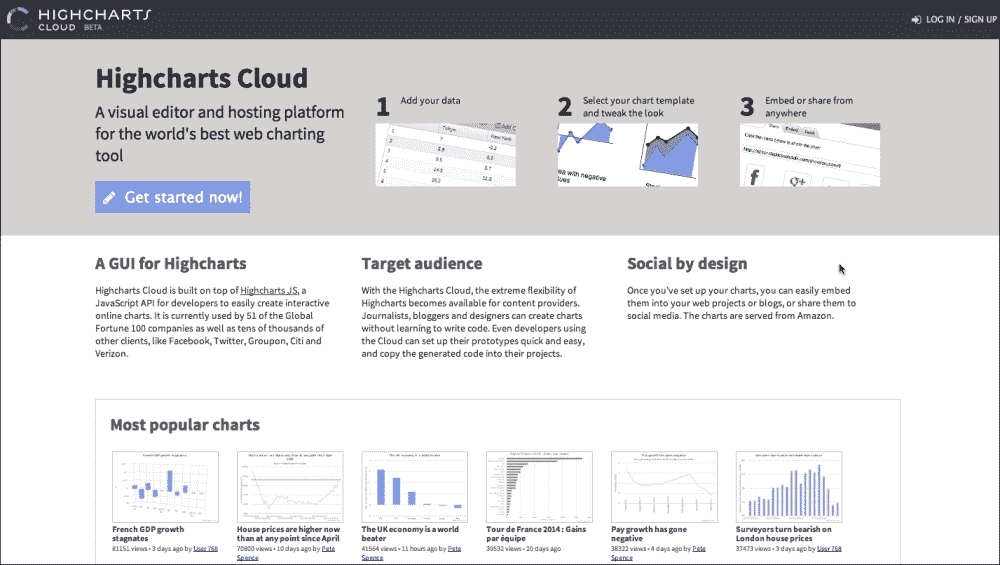 HIGHCHARTS
CLOUD BETA
LOG IN / SIGN UP
Highcharts Cloud
A visual editor and hosting platform
for the world's best web charting
tool
Get started now!
1 Add your data
2 Select your chart template
and tweak the look
3 Embed or share from
anywhere
A GUI for Highcharts
Highcharts Cloud is built on top of Highcharts JS, a
JavaScript API for developers to easily create interactive
online charts. It is currently used by 51 of the Global
Fortune 100 companies as well as tens of thousands of
other clients, like Facebook, Twitter, Groupon, Citi and
Verizon.
Target audience
With the Highcharts Cloud, the extreme flexibility of
Highcharts becomes available for content providers.
Journalists, bloggers and designers can create charts
without learning to write code. Even developers using
the Cloud can set up their prototypes quick and easy,
and copy the generated code into their projects.
Social by design
Once you've set up your charts, you can easily embed
them into your web projects or blogs, or share them to
social media. The charts are served from Amazon.
Most popular charts
French GDP growth
stagnates
81151 views • 3 days ago by User 768
House prices are higher now
than at any point since April
70800 views • 10 days ago by Pete
Spence
The UK economy is a world
beater
41564 views • 11 hours ago by Pete
Spence
Tour de France 2014 : Gains
par équipe
39532 views • 20 days ago
Pay growth has gone
negative
38322 views • 4 days ago by Pete
Spence
Surveyors turn bearish on
London house prices
37473 views • 3 days ago by User 768